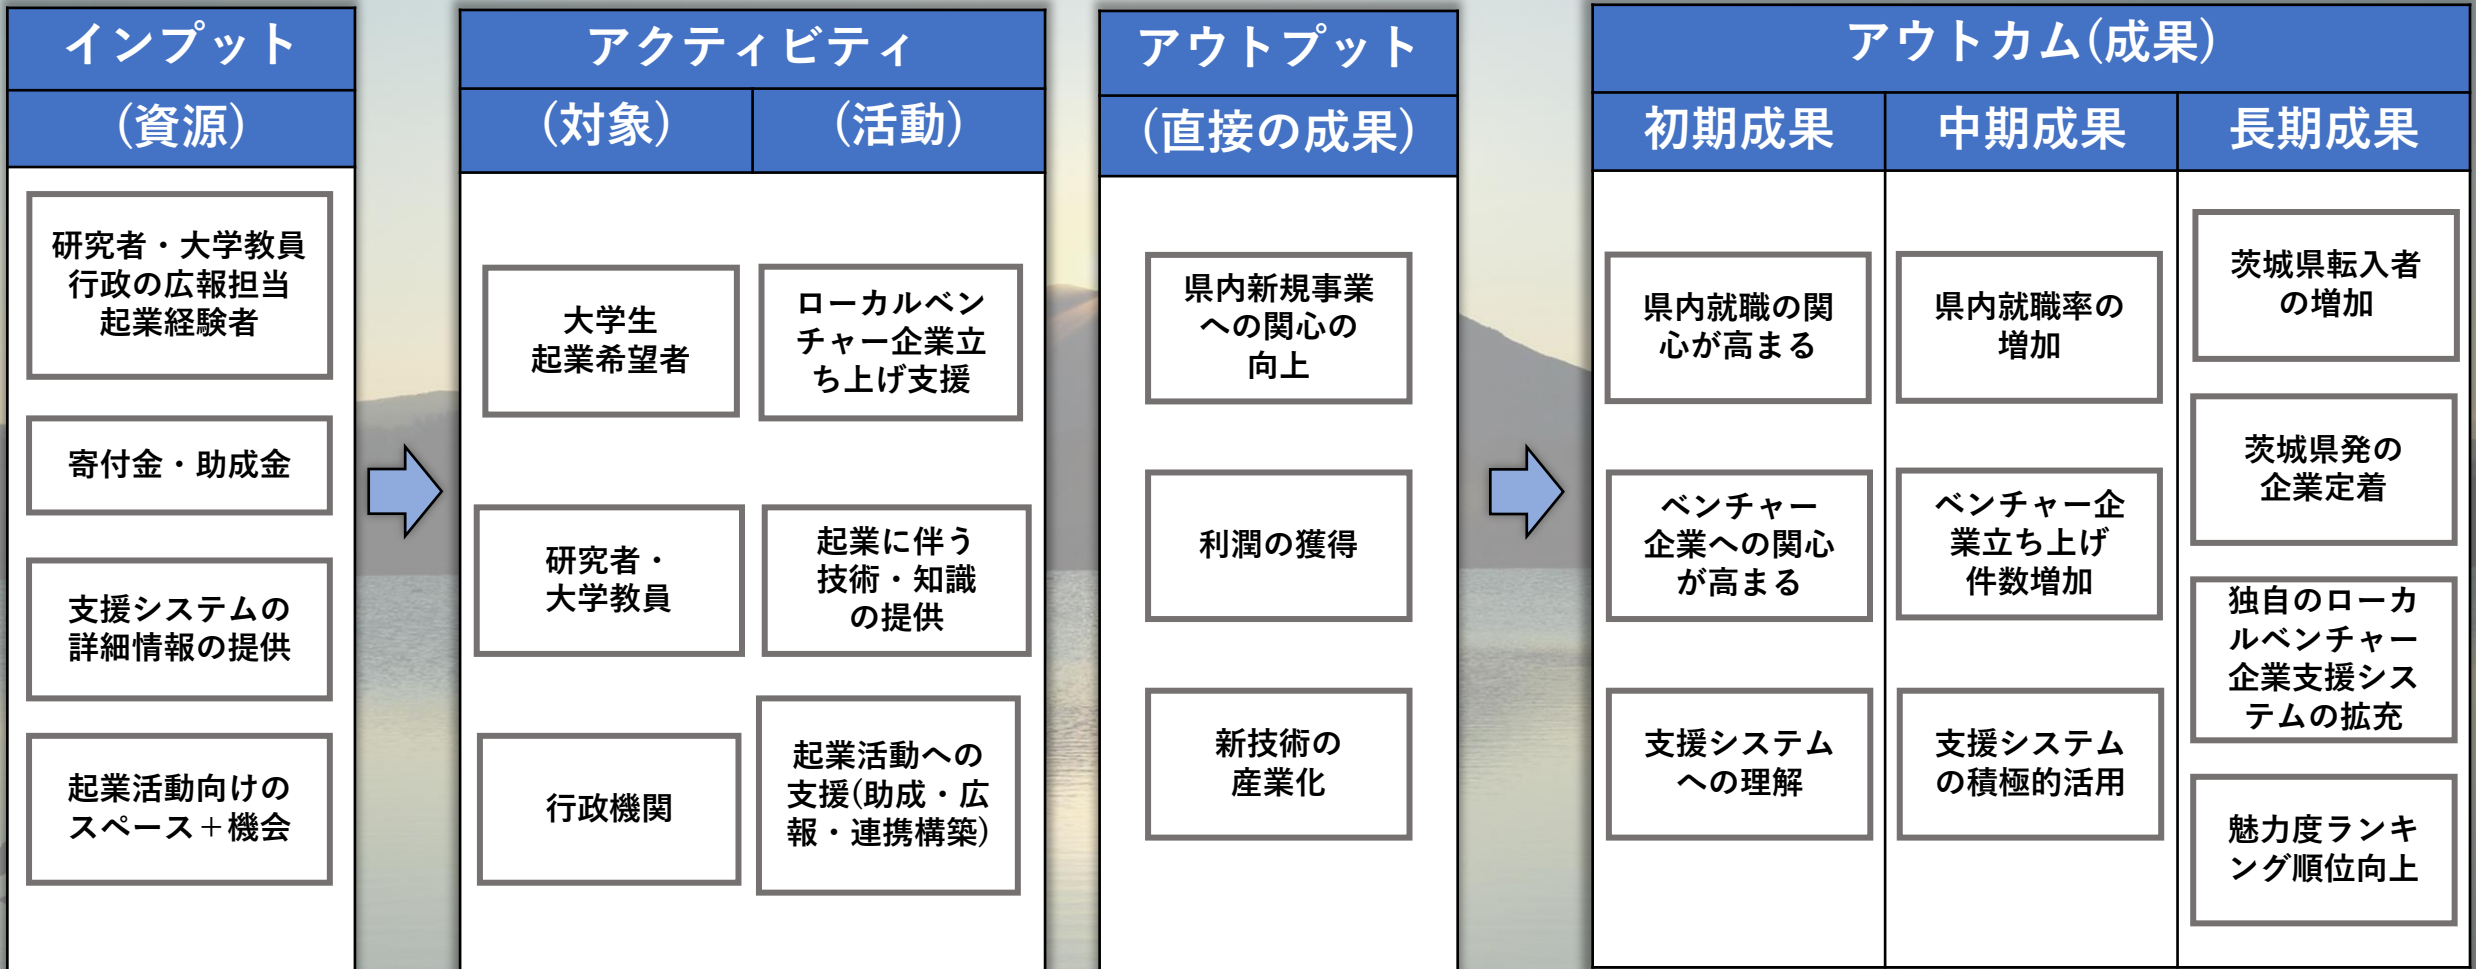 インプット
(資源)
研究者・大学教員
行政の広報担当
起業経験者
寄付金・助成金
支援システムの
詳細情報の提供
起業活動向けの
スペース＋機会
アクティビティ
(対象)
(活動)
大学生
起業希望者
ローカルベン
チャー企業立
ち上げ支援
研究者・
大学教員
起業に伴う
技術・知識
の提供
行政機関
起業活動への
支援(助成・広
報・連携構築)
アウトプット
(直接の成果)
県内新規事業
への関心の
向上
利潤の獲得
新技術の
産業化
アウトカム(成果)
初期成果
中期成果
長期成果
県内就職の関
心が高まる
ベンチャー
企業への関心
が高まる
支援システム
への理解
県内就職率の
増加
ベンチャー企
業立ち上げ
件数増加
支援システム
の積極的活用
茨城県転入者
の増加
茨城県発の
企業定着
独自のローカ
ルベンチャー
企業支援シス
テムの拡充
魅力度ランキ
ング順位向上